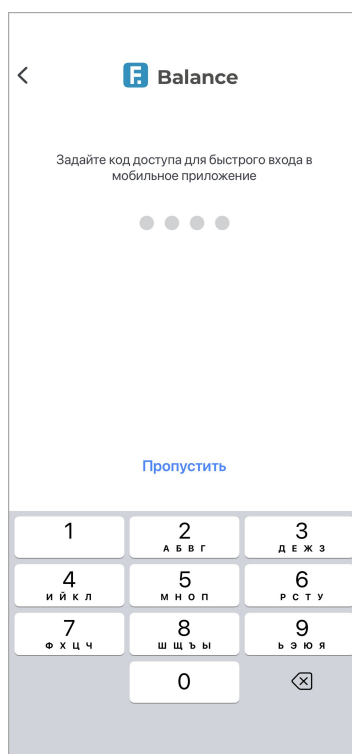 F. Balance
Задайте код доступа для быстрого входа в
мобильное приложение
Пропустить
1 2 3
А Б В Г Д Е Ж З
4 5 6
И Й К Л М Н О П Р С Т У
7 8 9
Ф Х Ц Ч Ш Щ Ъ Ы Ь Э Ю Я
0